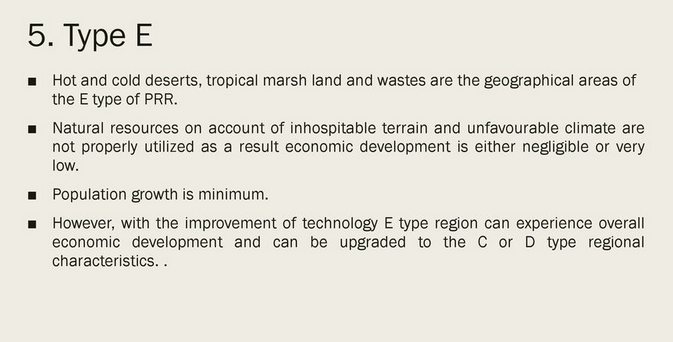 5. Type E
■ Hot and cold deserts, tropical marsh land and wastes are the geographical areas of
the E type of PRR.
■ Natural resources on account of inhospitable terrain and unfavourable climate are
not properly utilized as a result economic development is either negligible or very
low.
■ Population growth is minimum.
■ However, with the improvement of technology E type region can experience overall
economic development and can be upgraded to the C or D type regional
characteristics. .